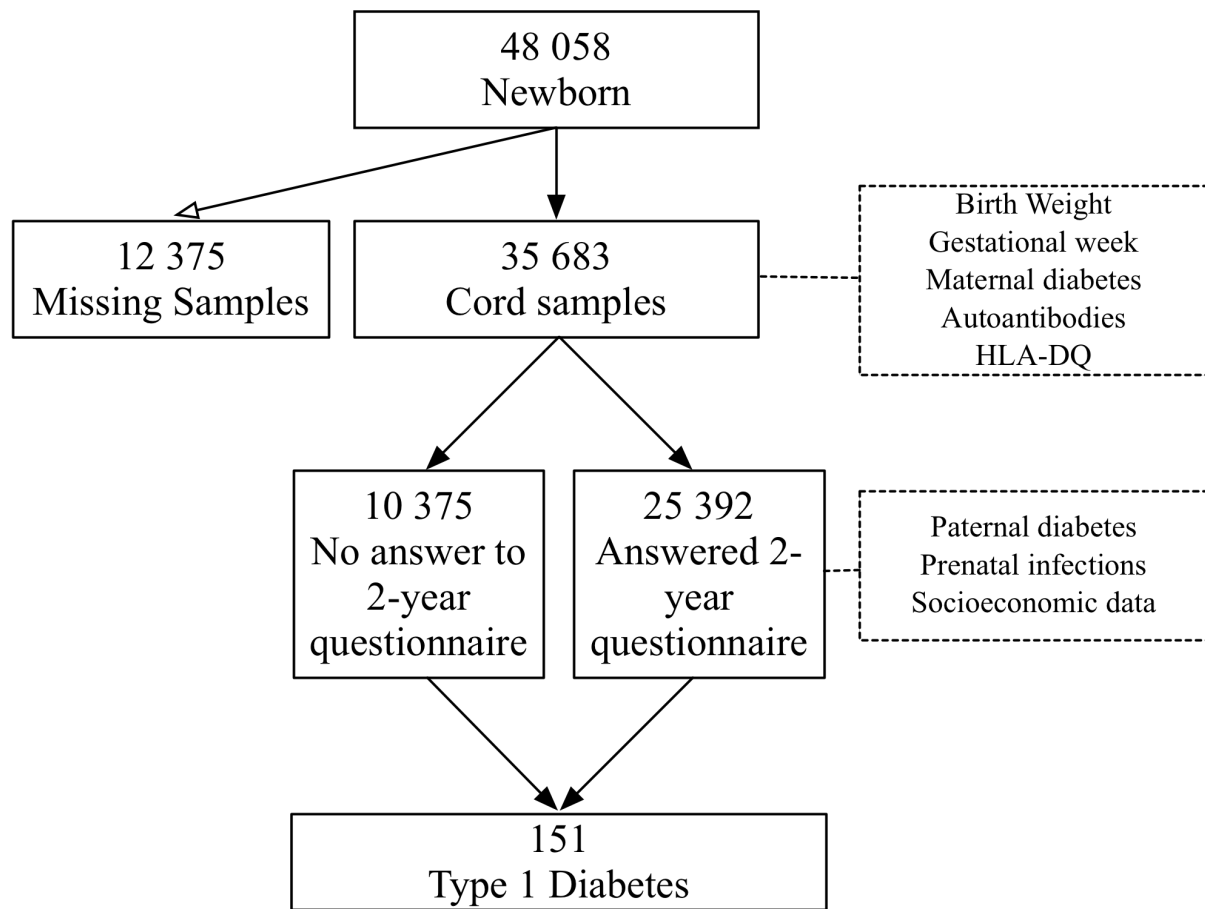 48 058
Newborn
12 375
Missing Samples
35 683
Cord samples
Birth Weight
Gestational week
Maternal diabetes
Autoantibodies
HLA-DQ
10 375
No answer to
2-year
questionnaire
25 392
Answered 2-
year
questionnaire
Paternal diabetes
Prenatal infections
Socioeconomic data
151
Type 1 Diabetes